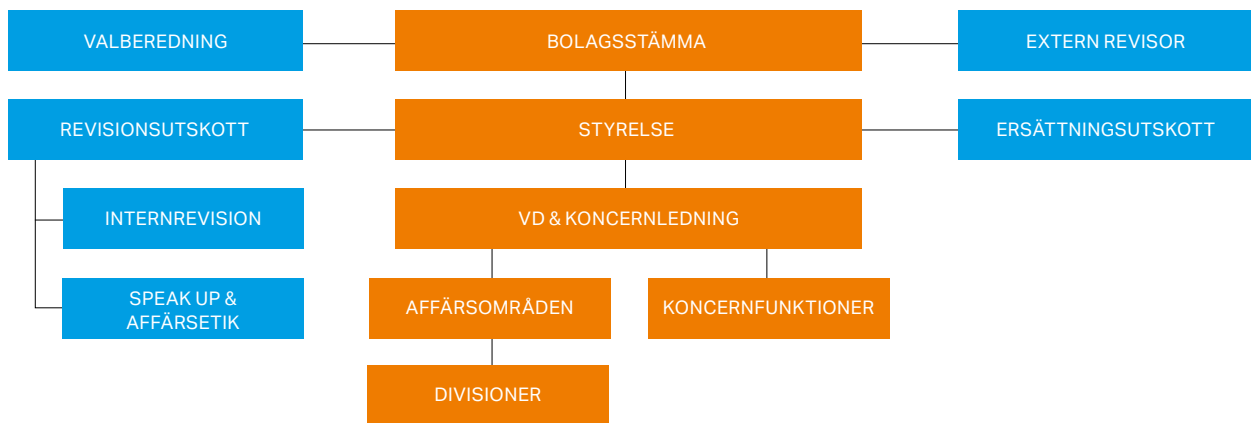 VALBEREDNING
BOLAGSSTÄMMA
EXTERN REVISOR
REVISIONSUTSKOTT
STYRELSE
ERSÄTTNINGSUTSKOTT
INTERNREVISION
VD & KONCERNLEDNING
SPEAK UP &
AFFÄRSETIK
AFFÄRSOMRÅDEN
KONCERNFUNKTIONER
DIVISIONER